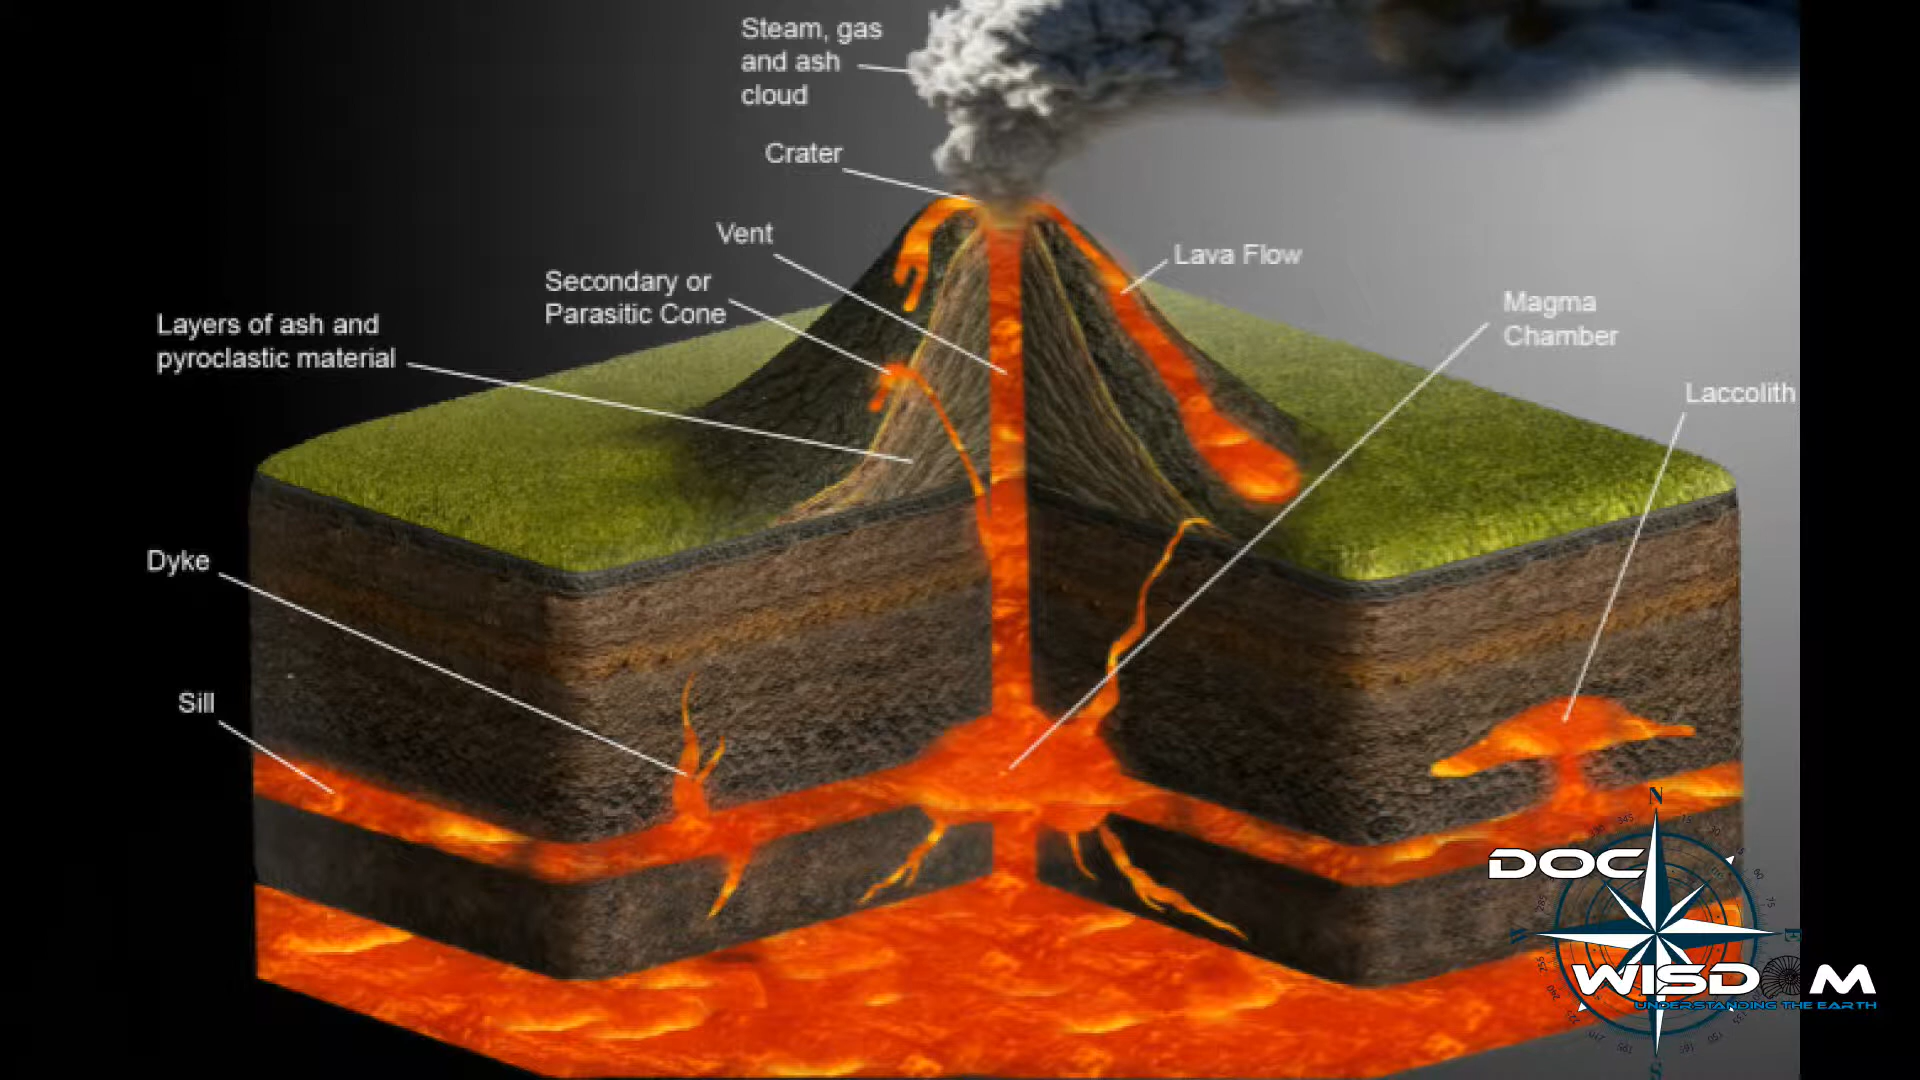 Steam, gas
and ash
cloud
Crater
Vent
Lava Flow
Secondary or
Parasitic Cone
Magma
Chamber
Layers of ash and
pyroclastic material
Laccolith
Dyke
Sill
N
DOC
W E
WISDOM
UNDERSTANDING THE EARTH
S